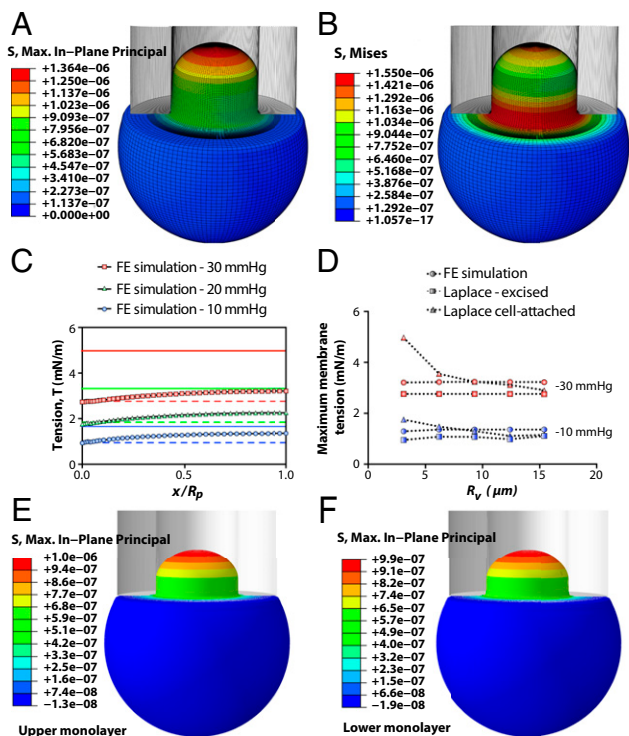 A
S, Max. In-Plane Principal
+1.364e-06
+1.250e-06
+1.137e-06
+1.023e-06
+9.093e-07
+7.956e-07
+6.820e-07
+5.683e-07
+4.547e-07
+3.410e-07
+2.273e-07
+1.137e-07
+0.000e+00
B
S, Mises
+1.550e-06
+1.421e-06
+1.292e-06
+1.163e-06
+1.034e-06
+9.044e-07
+7.752e-07
+6.460e-07
+5.168e-07
+3.876e-07
+2.584e-07
+1.292e-07
+1.057e-17
C
FE simulation - 30 mmHg
FE simulation - 20 mmHg
FE simulation - 10 mmHg
Tension, T (mN/m)
6
4
2
0
0.0
0.5
1.0
x/Rp
D
FE simulation
Laplace - excised
Laplace cell-attached
Maximum membrane
tension (mN/m)
6
4
2
0
-30 mmHg
-10 mmHg
0
5
10
15
20
Rv (μm)
E
S, Max. In-Plane Principal
+1.0e-06
+9.4e-07
+8.6e-07
+7.7e-07
+6.8e-07
+5.9e-07
+5.1e-07
+4.2e-07
+3.3e-07
+2.5e-07
+1.6e-07
+7.4e-08
-1.3e-08
Upper monolayer
F
S, Max. In-Plane Principal
+9.9e-07
+9.1e-07
+8.2e-07
+7.4e-07
+6.5e-07
+5.7e-07
+4.9e-07
+4.0e-07
+3.2e-07
+2.3e-07
+1.5e-07
+6.6e-08
-1.9e-08
Lower monolayer